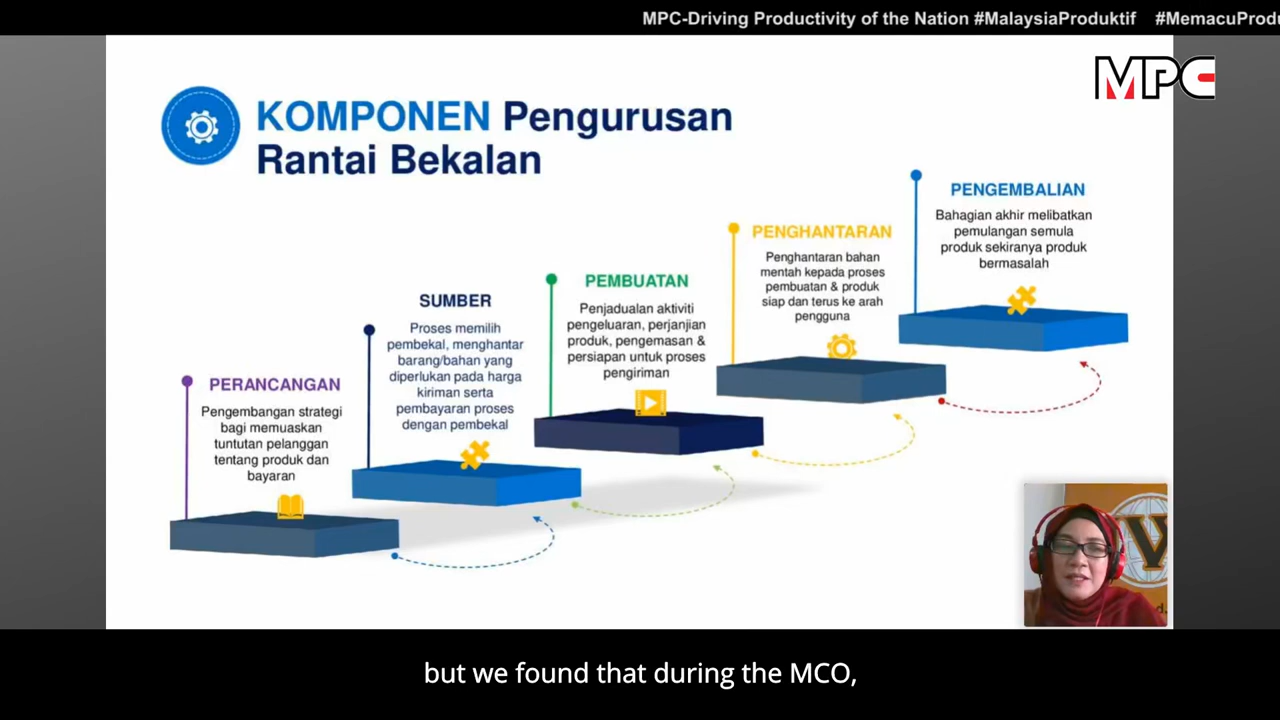 MPC-Driving Productivity of the Nation #MalaysiaProduktif #MemacuProdu
MPC
KOMPONEN Pengurusan
Rantai Bekalan
PERANCANGAN
Pengembangan strategi
bagi memuaskan
tuntutan pelanggan
tentang produk dan
bayaran
SUMBER
Proses memilih
pembekal, menghantar
barang/bahan yang
diperlukan pada harga
kiriman serta
pembayaran proses
dengan pembekal
PEMBUATAN
Penjadualan aktiviti
pengeluaran, perjanjian
produk, pengemasan &
persiapan untuk proses
pengiriman
PENGHANTARAN
Penghantaran bahan
mentah kepada proses
pembuatan & produk
siap dan terus ke arah
pengguna
PENGEMBALIAN
Bahagian akhir melibatkan
pemulangan semula
produk sekiranya produk
bermasalah
but we found that during the MCO,